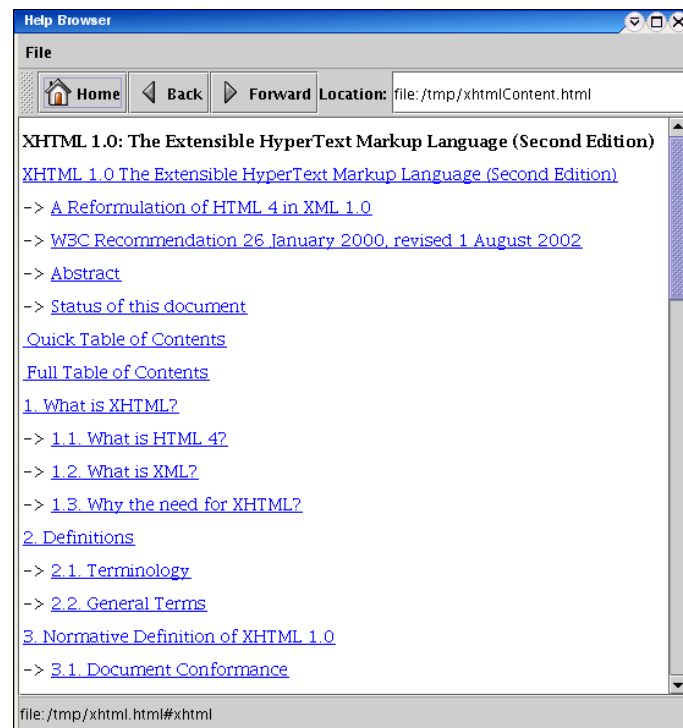 Help Browser
File
Home Back Forward Location: file:/tmp/xhtmlContent.html
XHTML 1.0: The Extensible HyperText Markup Language (Second Edition)
XHTML 1.0 The Extensible HyperText Markup Language (Second Edition)
-> A Reformulation of HTML 4 in XML 1.0
-> W3C Recommendation 26 January 2000, revised 1 August 2002
-> Abstract
-> Status of this document
Quick Table of Contents
Full Table of Contents
1. What is XHTML?
-> 1.1. What is HTML 4?
-> 1.2. What is XML?
-> 1.3. Why the need for XHTML?
2. Definitions
-> 2.1. Terminology
-> 2.2. General Terms
3. Normative Definition of XHTML 1.0
-> 3.1. Document Conformance
file:/tmp/xhtml.html#xhtml